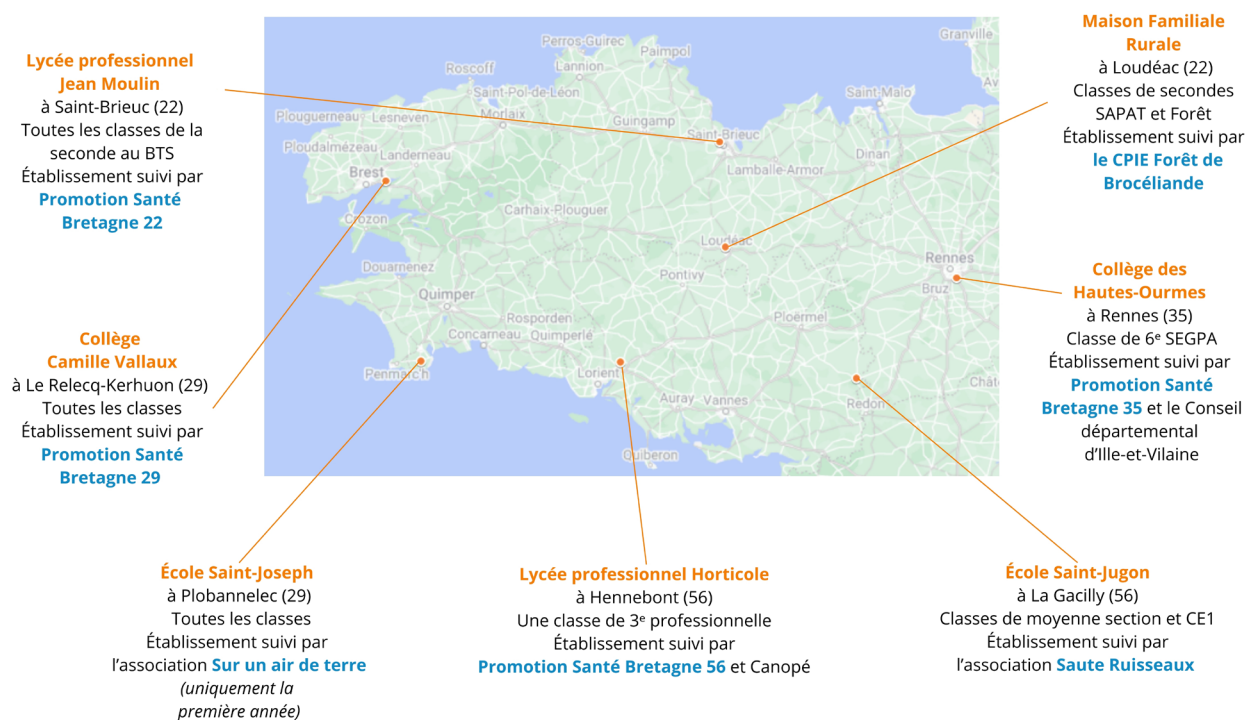 Lycée professionnel
Jean Moulin
à Saint-Brieuc (22)
Toutes les classes de la
seconde au BTS
Établissement suivi par
Promotion Santé
Bretagne 22
Collège
Camille Vallaux
à Le Relecq-Kerhuon (29)
Toutes les classes
Établissement suivi par
Promotion Santé
Bretagne 29
Perros-Guirec
Paimpol
Granville
Lannion
Roscoff
Saint-Pol-de-Léon
Saint-Malo
Plouguerneau
Lesneven
Morlaix
Guingamp
Saint-Brieuc
Ploudalmézeau
Landerneau
Dinan
Brest
Lamballe-Armor
Crozon
Carhaix-Plouguer
Loudéac
Rennes
Douarnenez
Pontivy
Bruz
Quimper
Ploërmel
Rosporden
Concarneau
Quimperlé
Penmarc'h
Lorient
Auray
Vannes
Redon
Quiberon
Maison Familiale
Rurale
à Loudéac (22)
Classes de secondes
SAPAT et Forêt
Établissement suivi par
le CPIE Forêt de
Brocéliande
Collège des
Hautes-Ourmes
à Rennes (35)
Classe de 6e SEGPA
Établissement suivi par
Promotion Santé
Bretagne 35 et le Conseil
départemental
d'Ille-et-Vilaine
École Saint-Joseph
à Plobannelec (29)
Toutes les classes
Établissement suivi par
l'association Sur un air de terre
(uniquement la
première année)
Lycée professionnel Horticole
à Hennebont (56)
Une classe de 3e professionnelle
Établissement suivi par
Promotion Santé Bretagne 56 et Canopé
École Saint-Jugon
à La Gacilly (56)
Classes de moyenne section et CE1
Établissement suivi par
l'association Saute Ruisseaux